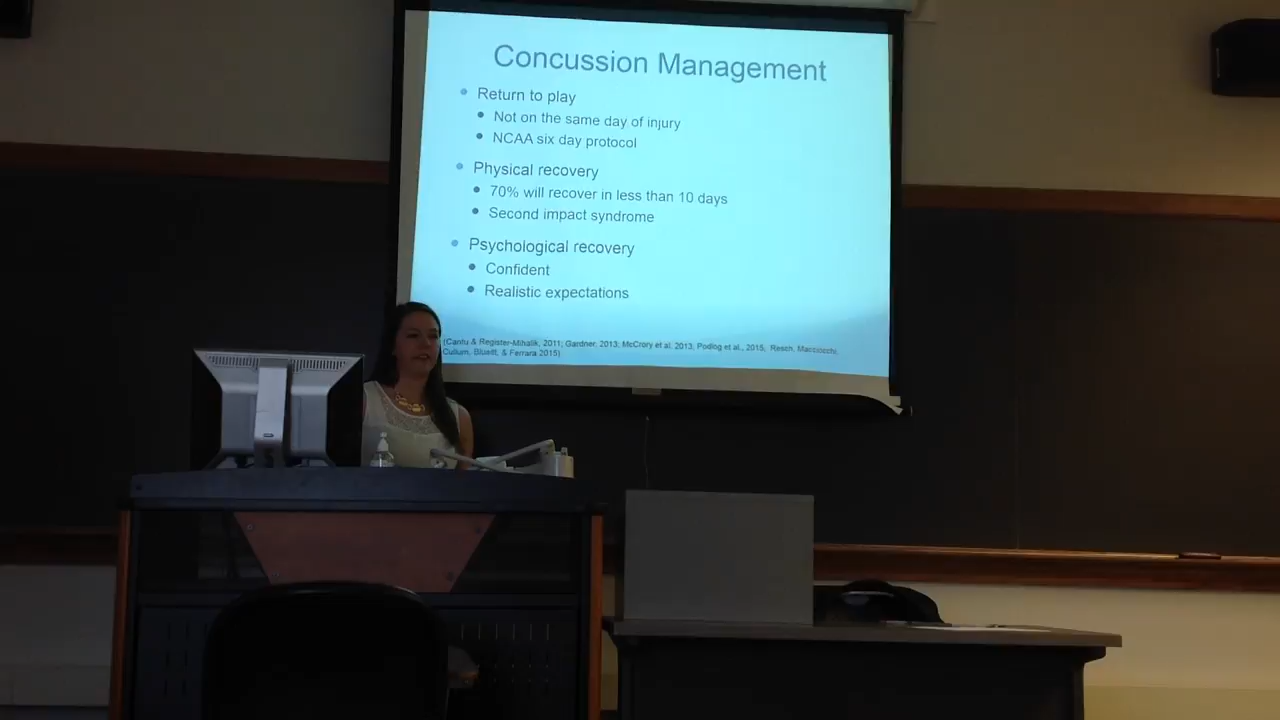 Concussion Management
Return to play
Not on the same day of injury
NCAA six day protocol
Physical recovery
70% will recover in less than 10 days
Second impact syndrome
Psychological recovery
Confident
Realistic expectations
(Cantu & Register-Mihalik, 2011; Gardner, 2013; McCrory et al. 2013, Podlog et al., 2015, Resch, Macciocchi,
Cullum, Blueitt, & Ferrara 2015)